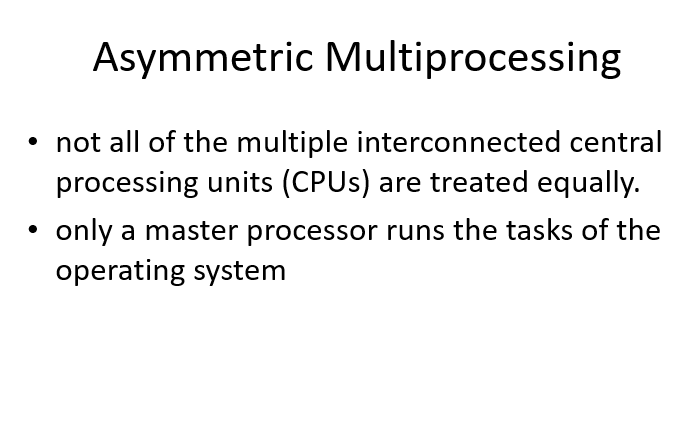 Asymmetric Multiprocessing
• not all of the multiple interconnected central
processing units (CPUs) are treated equally.
• only a master processor runs the tasks of the
operating system